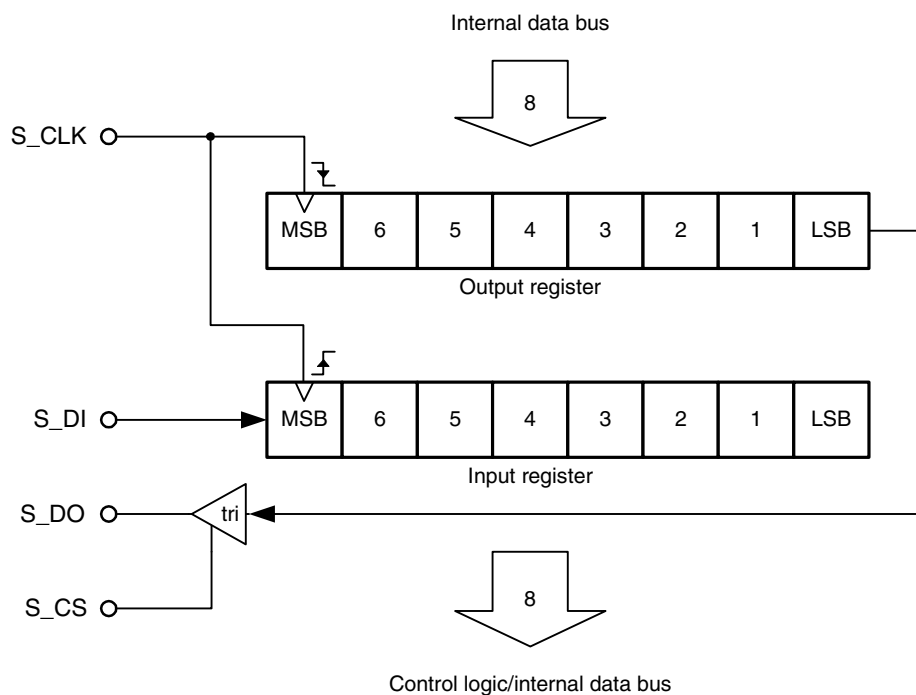 Internal data bus
8
S_CLK
MSB 6 5 4 3 2 1 LSB
Output register
S_DI
MSB 6 5 4 3 2 1 LSB
Input register
S_DO
tri
8
S_CS
Control logic/internal data bus